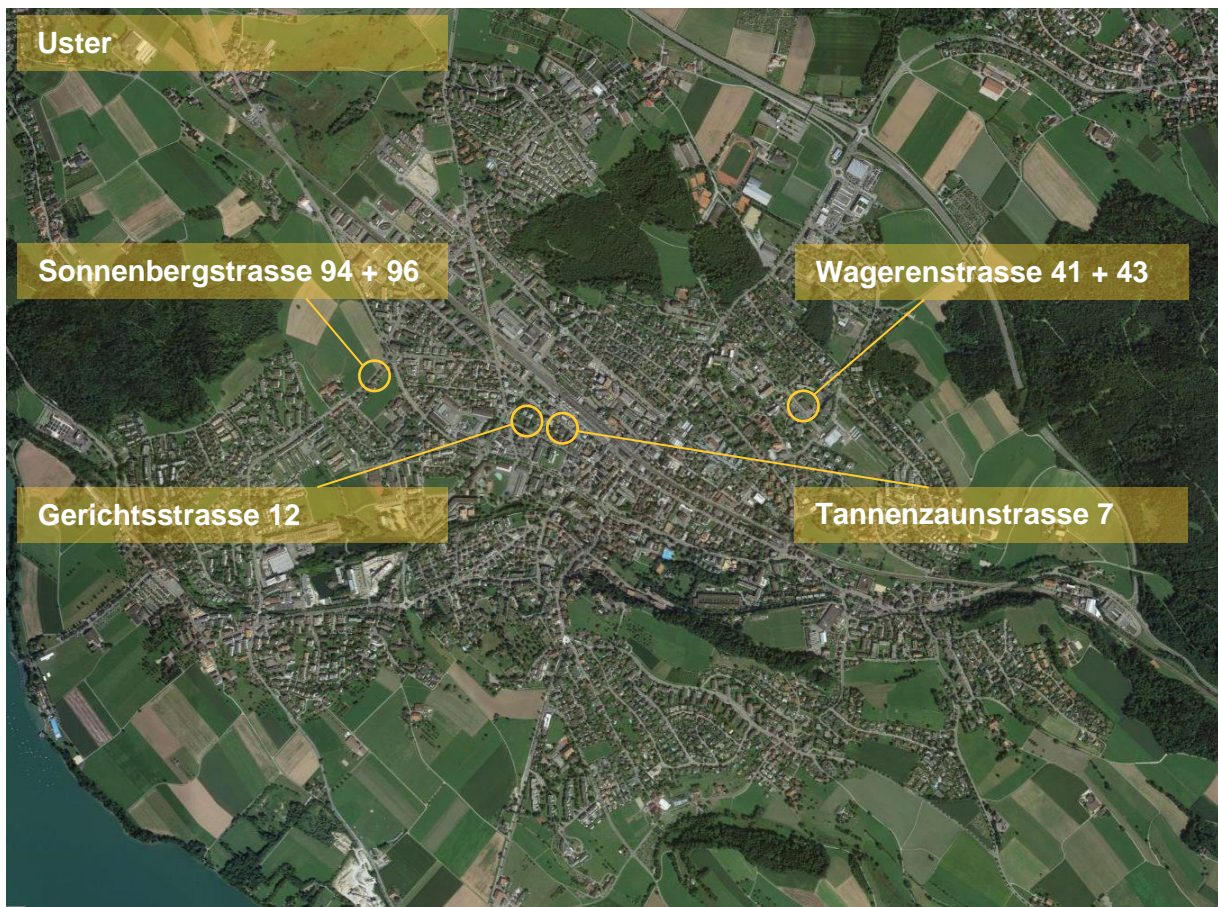 Uster
Sonnenbergstrasse 94 + 96
Wagerenstrasse 41 + 43
Gerichtsstrasse 12
Tannenzaunstrasse 7